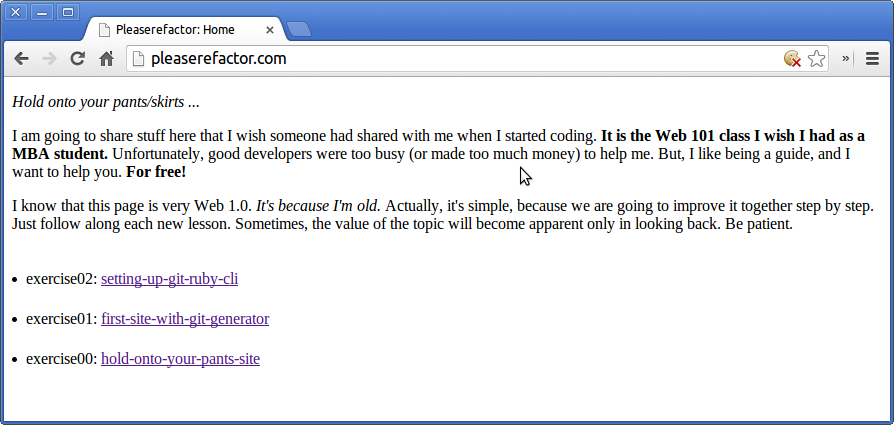 Pleaserefactor: Home
pleaserefactor.com
Hold onto your pants/skirts ...
I am going to share stuff here that I wish someone had shared with me when I started coding. It is the Web 101 class I wish I had as a
MBA student. Unfortunately, good developers were too busy (or made too much money) to help me. But, I like being a guide, and I
want to help you. For free!
I know that this page is very Web 1.0. It's because I'm old. Actually, it's simple, because we are going to improve it together step by step.
Just follow along each new lesson. Sometimes, the value of the topic will become apparent only in looking back. Be patient.
• exercise02: setting-up-git-ruby-cli
• exercise01: first-site-with-git-generator
• exercise00: hold-onto-your-pants-site